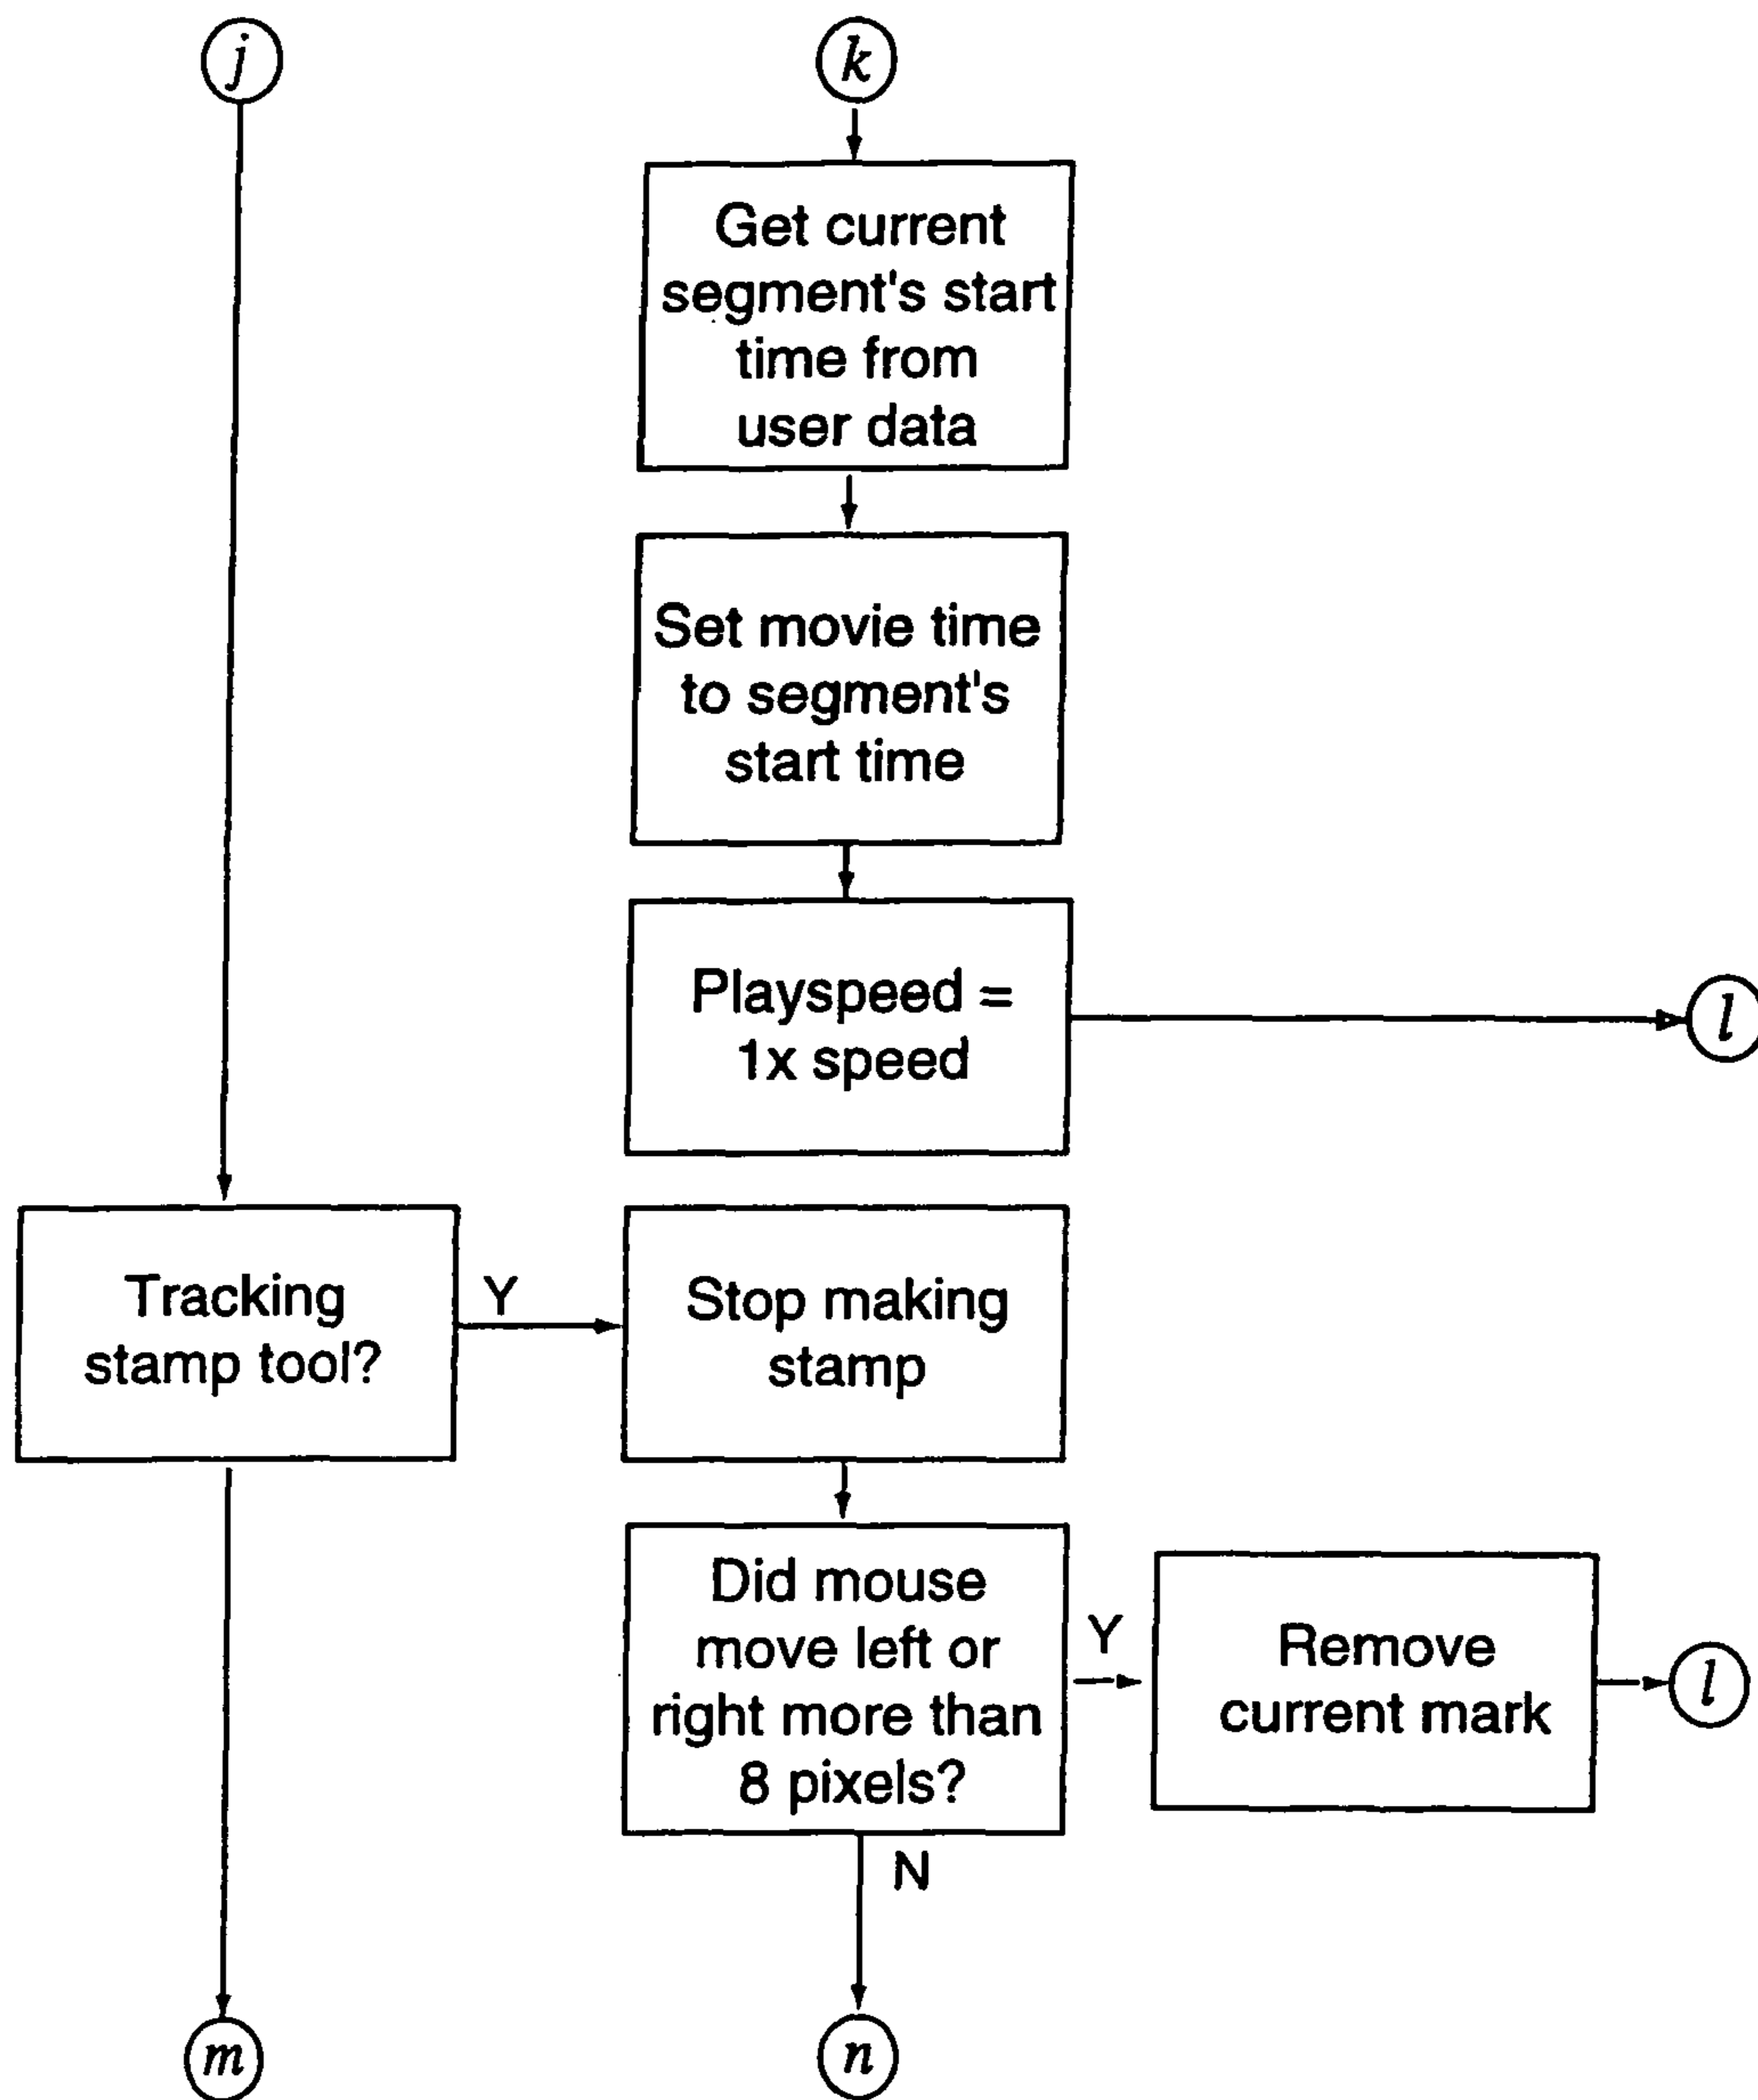 j
k
Get current
segment's start
time from
user data
Set movie time
to segment's
start time
Playspeed =
1x speed
l
Tracking
stamp tool?
Y
Stop making
stamp
Did mouse
move left or
right more than
8 pixels?
Y
Remove
current mark
l
N
m
n